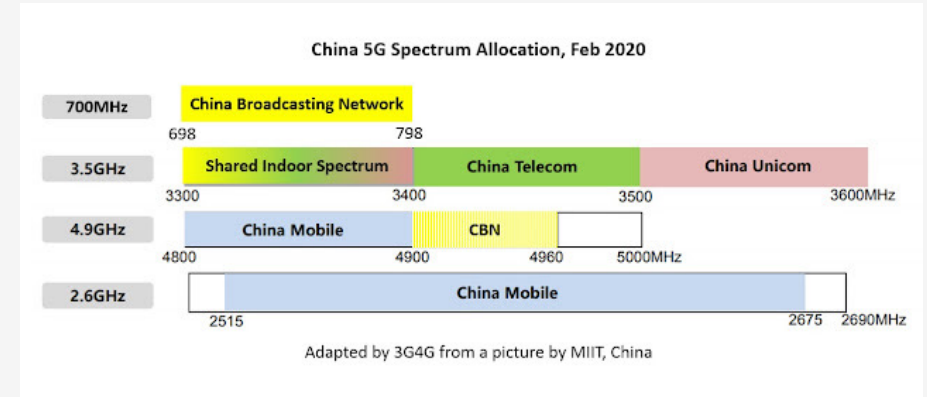 China 5G Spectrum Allocation, Feb 2020
700MHz
China Broadcasting Network
698
798
3.5GHz
Shared Indoor Spectrum
China Telecom
China Unicom
3300
3400
3500
3600MHz
4.9GHz
China Mobile
CBN
4800
4900
4960
5000MHz
2.6GHz
China Mobile
2515
2675
2690MHz
Adapted by 3G4G from a picture by MIIT, China